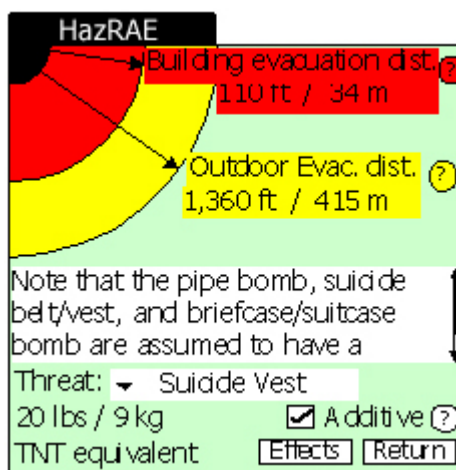 HazRAE
Building evacuation dist.
110 ft / 34 m
?
Outdoor Evac. dist.
1,360 ft / 415 m
?
Note that the pipe bomb, suicide
belt/vest, and briefcase/suitcase
bomb are assumed to have a
Threat: Suicide Vest
20 lbs / 9 kg Additive ?
TNT equivalent Effects Return